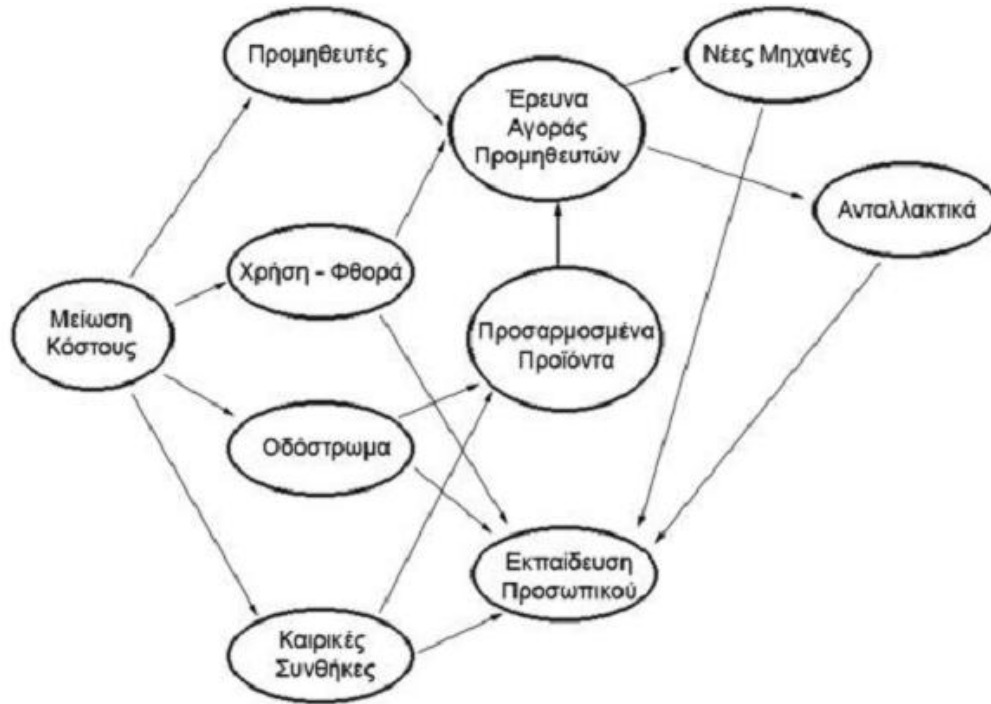 Προμηθευτές
Νέες Μηχανές
Έρευνα
Αγοράς
Προμηθευτών
Ανταλλακτικά
Χρήση - Φθορά
Μείωση
Κόστους
Προσαρμοσμένα
Προϊόντα
Οδόστρωμα
Εκπαίδευση
Προσωπικού
Καιρικές
Συνθήκες